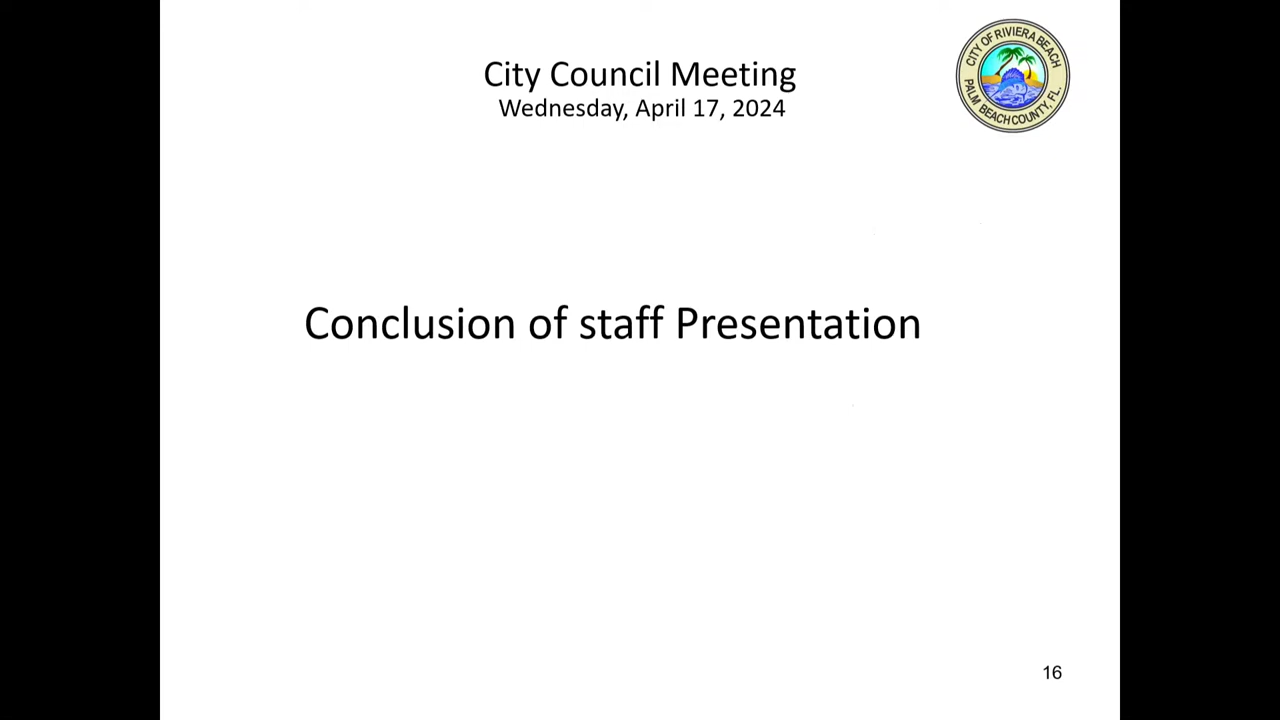 City Council Meeting
Wednesday, April 17, 2024
CITY OF RIVIERA BEACH
PALM BEACH COUNTY, FL.
Conclusion of staff Presentation
16